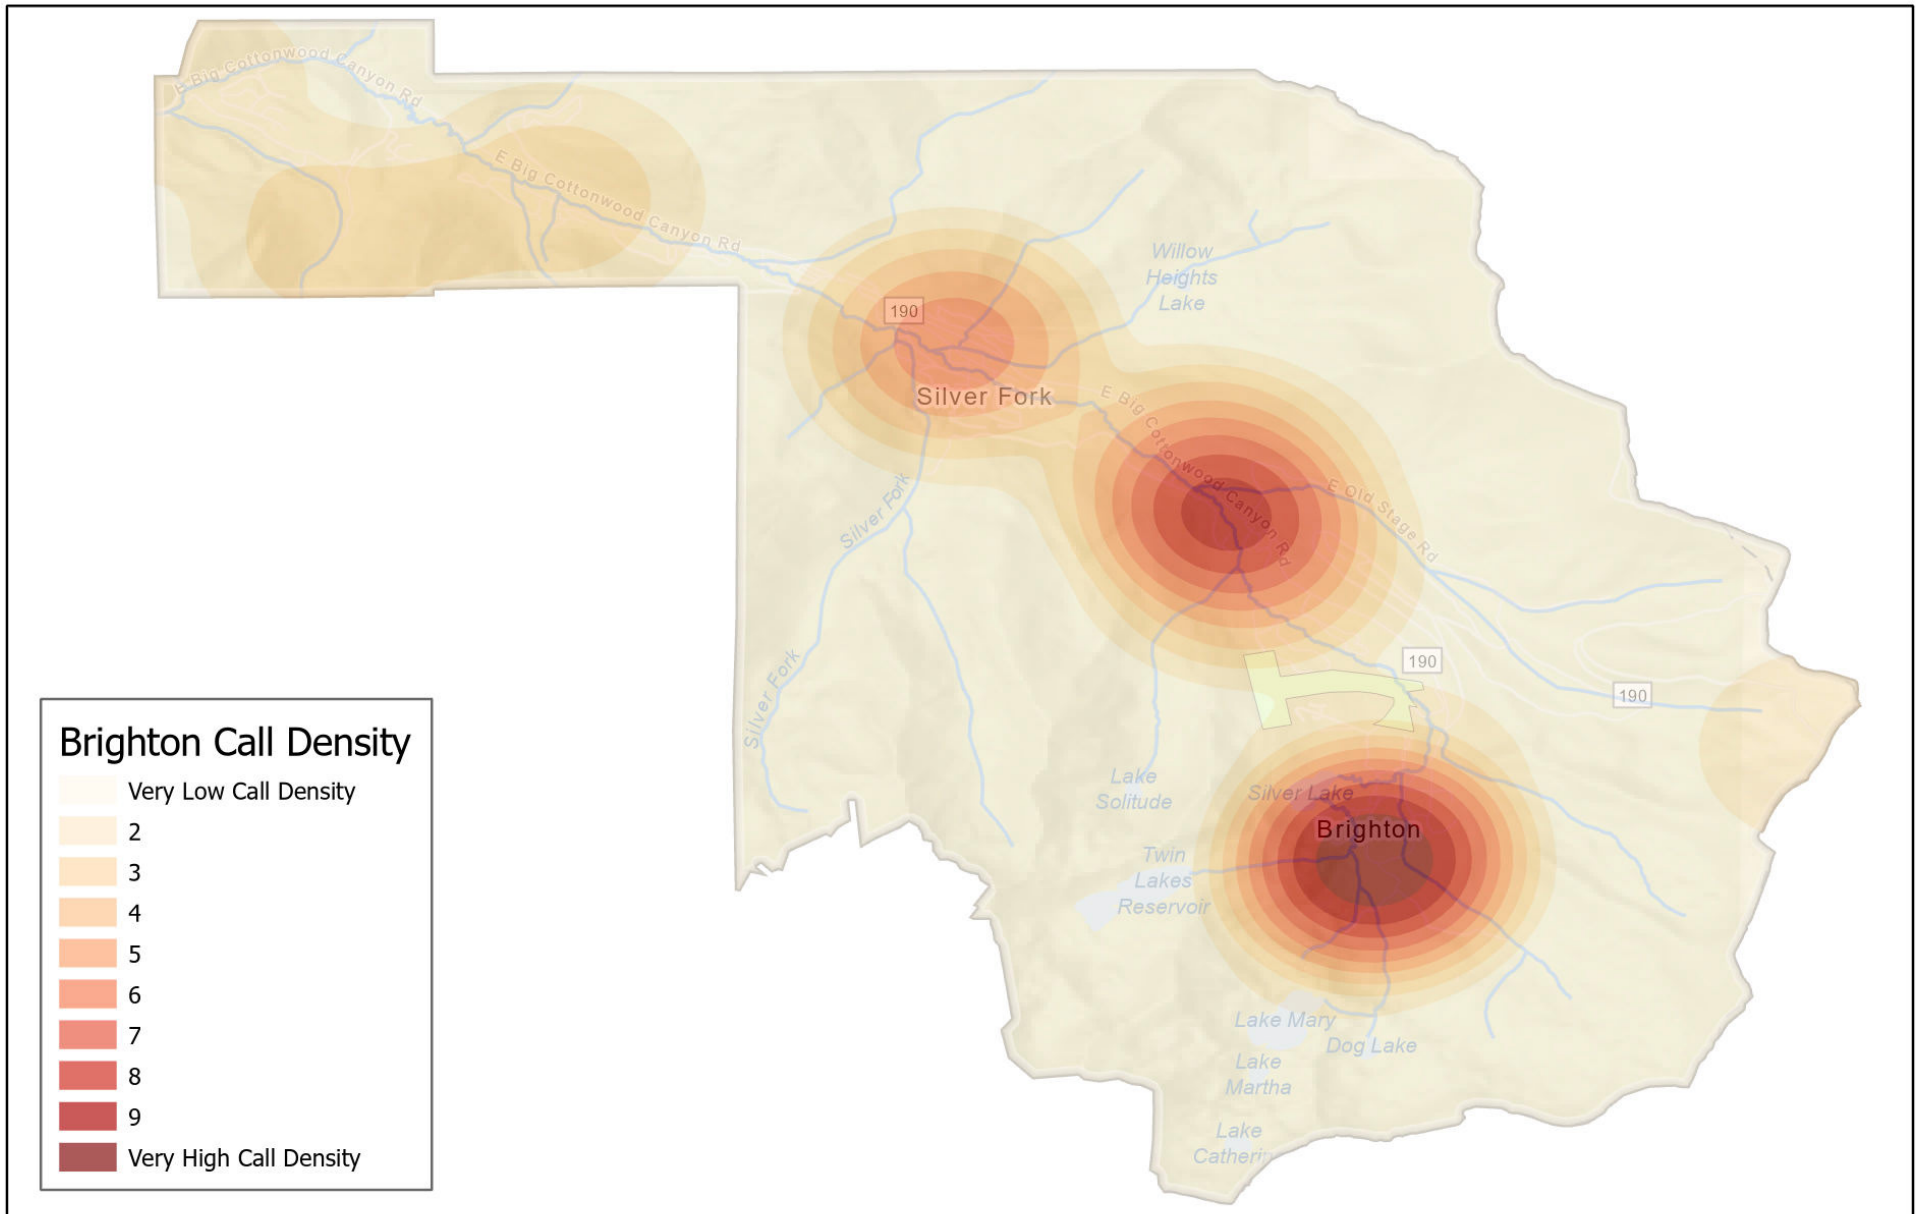 E Big Cottonwood Canyon Rd
E Big Cottonwood Canyon Rd
Willow
Heights
Lake
190
Silver Fork
E Big Cottonwood Canyon Rd
E Old Stage Rd
Silver Fork
Silver Fork
190
190
Lake
Solitude
Silver Lake
Brighton
Twin
Lakes
Reservoir
Lake Mary
Dog Lake
Lake
Martha
Lake
Catherin
Brighton Call Density
Very Low Call Density
2
3
4
5
6
7
8
9
Very High Call Density